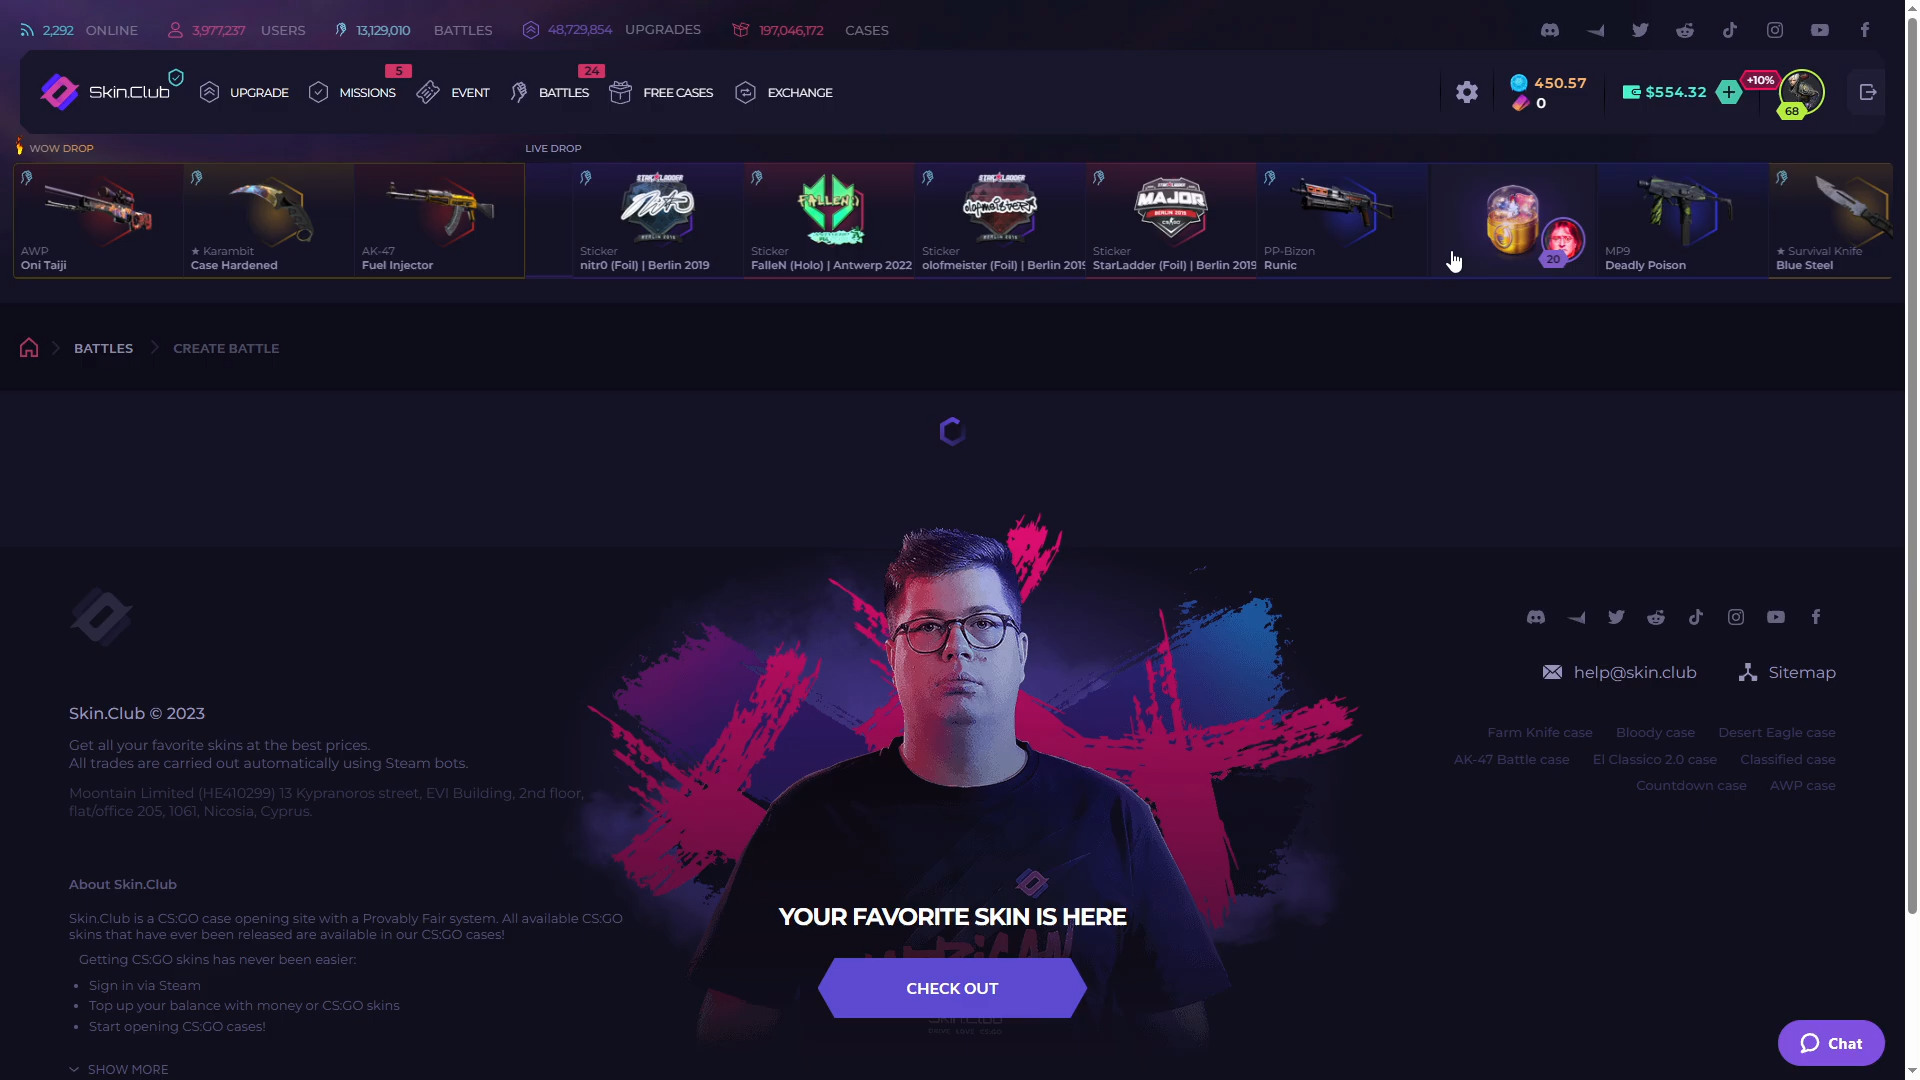 2,292 ONLINE 3,977,237 USERS 13,129,010 BATTLES 48,729,854 UPGRADES 197,046,172 CASES
Skin.Club UPGRADE 5 MISSIONS EVENT 24 BATTLES FREE CASES EXCHANGE 450.57 0 $554.32 +10% 68
WOW DROP LIVE DROP
AWP ★ Karambit AK-47 Sticker Sticker Sticker Sticker PP-Bizon MP9 ★ Survival Knife
Oni Taiji Case Hardened Fuel Injector nitr0 (Foil) | Berlin 2019 FalleN (Holo) | Antwerp 2022 olofmeister (Foil) | Berlin 2019 StarLadder (Foil) | Berlin 2019 Runic 20 Deadly Poison Blue Steel
BATTLES CREATE BATTLE
help@skin.club Sitemap
Skin.Club © 2023
Get all your favorite skins at the best prices.
All trades are carried out automatically using Steam bots.
Moontain Limited (HE410299) 13 Kypranoros street, EVI Building, 2nd floor,
flat/office 205, 1061, Nicosia, Cyprus.
Farm Knife case Bloody case Desert Eagle case
AK-47 Battle case El Classico 2.0 case Classified case
Countdown case AWP case
About Skin.Club
Skin.Club is a CS:GO case opening site with a Provably Fair system. All available CS:GO
skins that have ever been released are available in our CS:GO cases!
Getting CS:GO skins has never been easier:
• Sign in via Steam
• Top up your balance with money or CS:GO skins
• Start opening CS:GO cases!
SHOW MORE
YOUR FAVORITE SKIN IS HERE
CHECK OUT
Chat